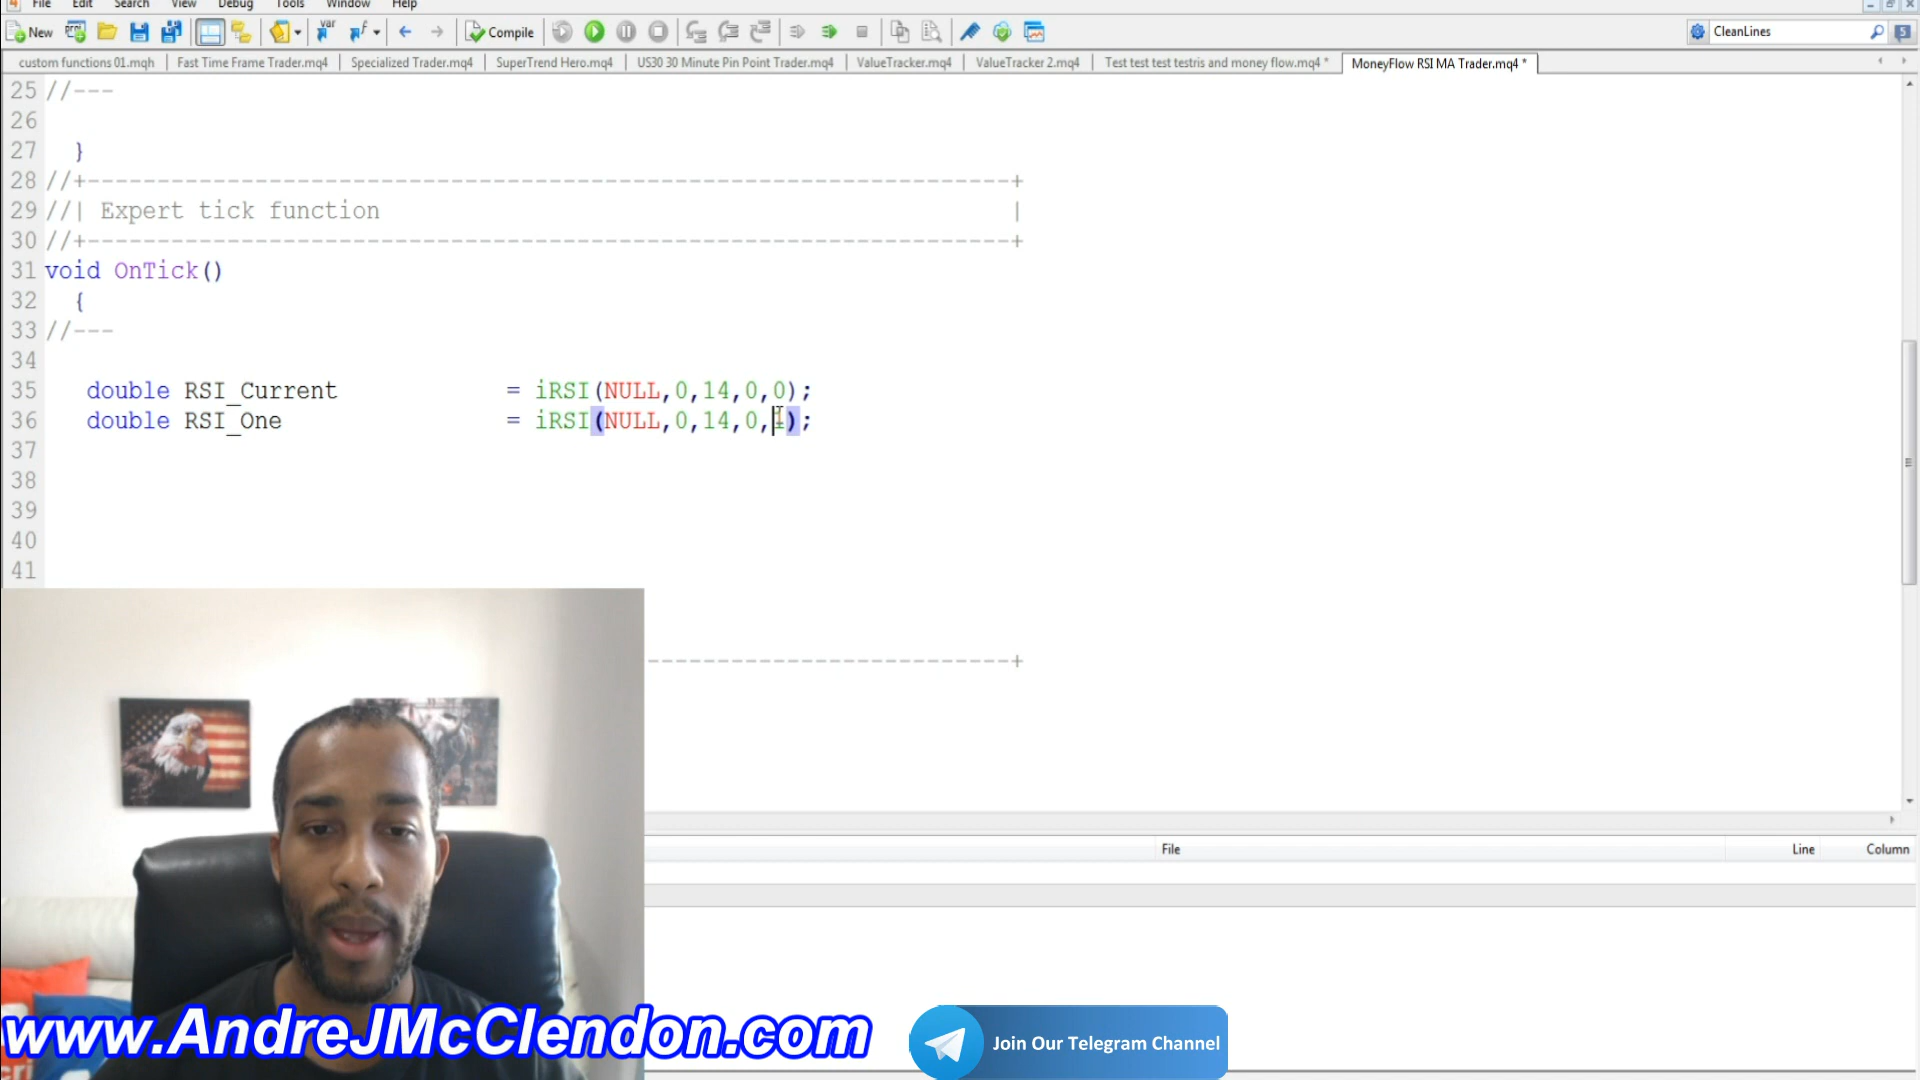 File Edit Search View Debug Tools Window Help
New Compile CleanLines
custom functions 01.mqh Fast Time Frame Trader.mq4 Specialized Trader.mq4 SuperTrend Hero.mq4 US30 30 Minute Pin Point Trader.mq4 ValueTracker.mq4 ValueTracker 2.mq4 Test test test testris and money flow.mq4 * MoneyFlow RSI MA Trader.mq4 *
25 //---
26
27 }
28 //+------------------------------------------------------------------+
29 //| Expert tick function |
30 //+------------------------------------------------------------------+
31 void OnTick()
32 {
33 //---
34
35 double RSI_Current = iRSI(NULL,0,14,0,0);
36 double RSI_One = iRSI(NULL,0,14,0,1);
37
38
39
40
41
File Line Column
www.AndreJMcClendon.com
Join Our Telegram Channel